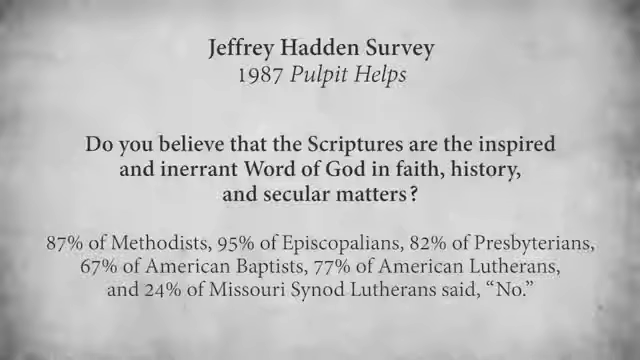 Jeffrey Hadden Survey
1987 Pulpit Helps
Do you believe that the Scriptures are the inspired
and inerrant Word of God in faith, history,
and secular matters?
87% of Methodists, 95% of Episcopalians, 82% of Presbyterians,
67% of American Baptists, 77% of American Lutherans,
and 24% of Missouri Synod Lutherans said, “No.”